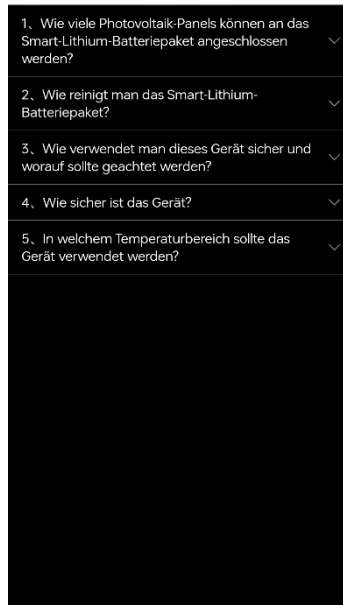 1、Wie viele Photovoltaik-Panels können an das
Smart-Lithium-Batteriepaket angeschlossen
werden?
2、Wie reinigt man das Smart-Lithium-
Batteriepaket?
3、Wie verwendet man dieses Gerät sicher und
worauf sollte geachtet werden?
4、Wie sicher ist das Gerät?
5、In welchem Temperaturbereich sollte das
Gerät verwendet werden?